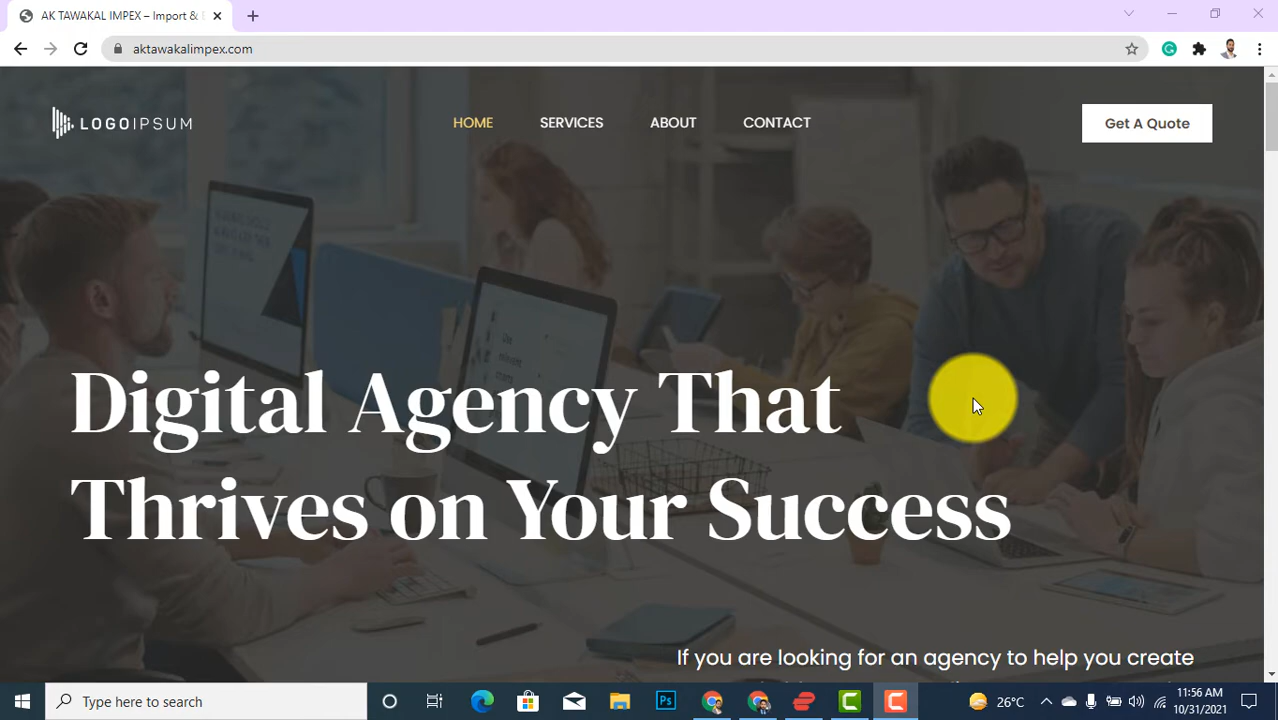 AK TAWAKAL IMPEX – Import &
aktawakalimpex.com
LOGOIPSUM
HOME
SERVICES
ABOUT
CONTACT
Get A Quote
Digital Agency That
Thrives on Your Success
If you are looking for an agency to help you create
Type here to search
Ps
26°C
11:56 AM
10/31/2021